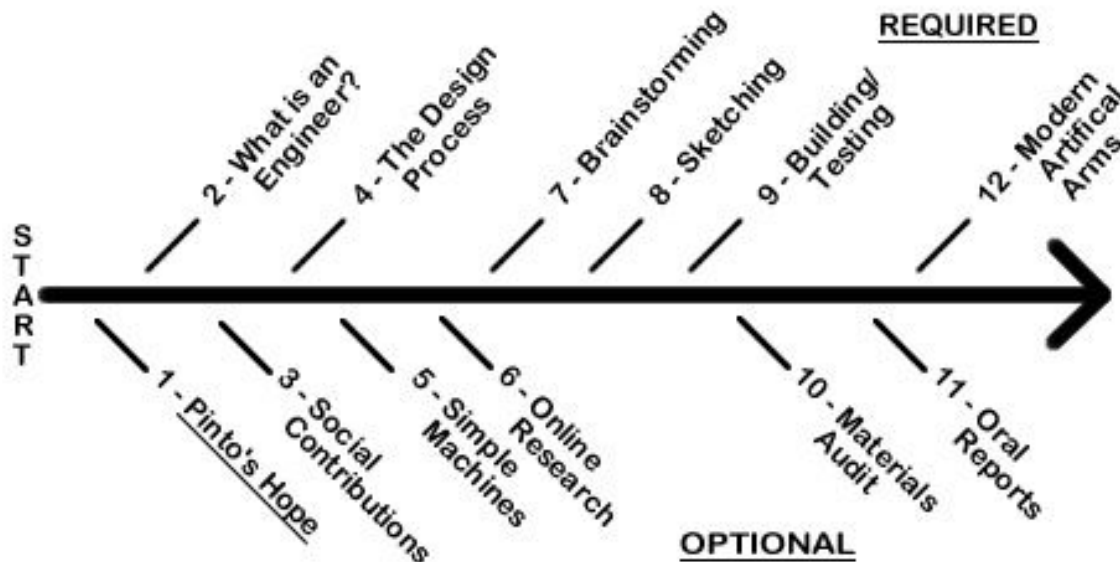 REQUIRED
2 - What is an
Engineer?
4 - The Design
Process
7 - Brainstorming
8 - Sketching
9 - Building/
Testing
12 - Modern
Artifical
Arms
START
1 - Pinto's Hope
3 - Social
Contributions
5 - Simple
Machines
6 - Online
Research
10 - Materials
Audit
11 - Oral
Reports
OPTIONAL